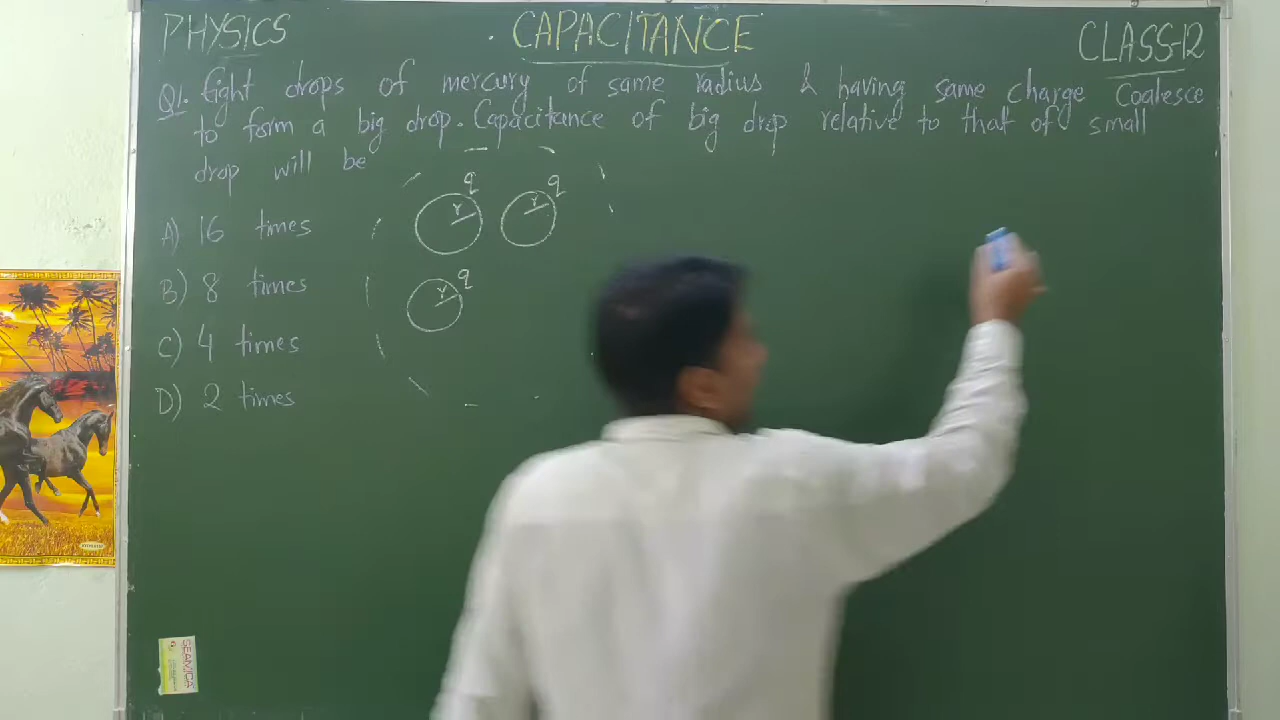 PHYSICS
CAPACITANCE
CLASS-12
Q1. Eight drops of mercury of same radius & having same charge Coalesce
to form a big drop. Capacitance of big drop relative to that of small
drop will be
A) 16 times
B) 8 times
C) 4 times
D) 2 times
q
q
r
r
q
r
SEAMICA